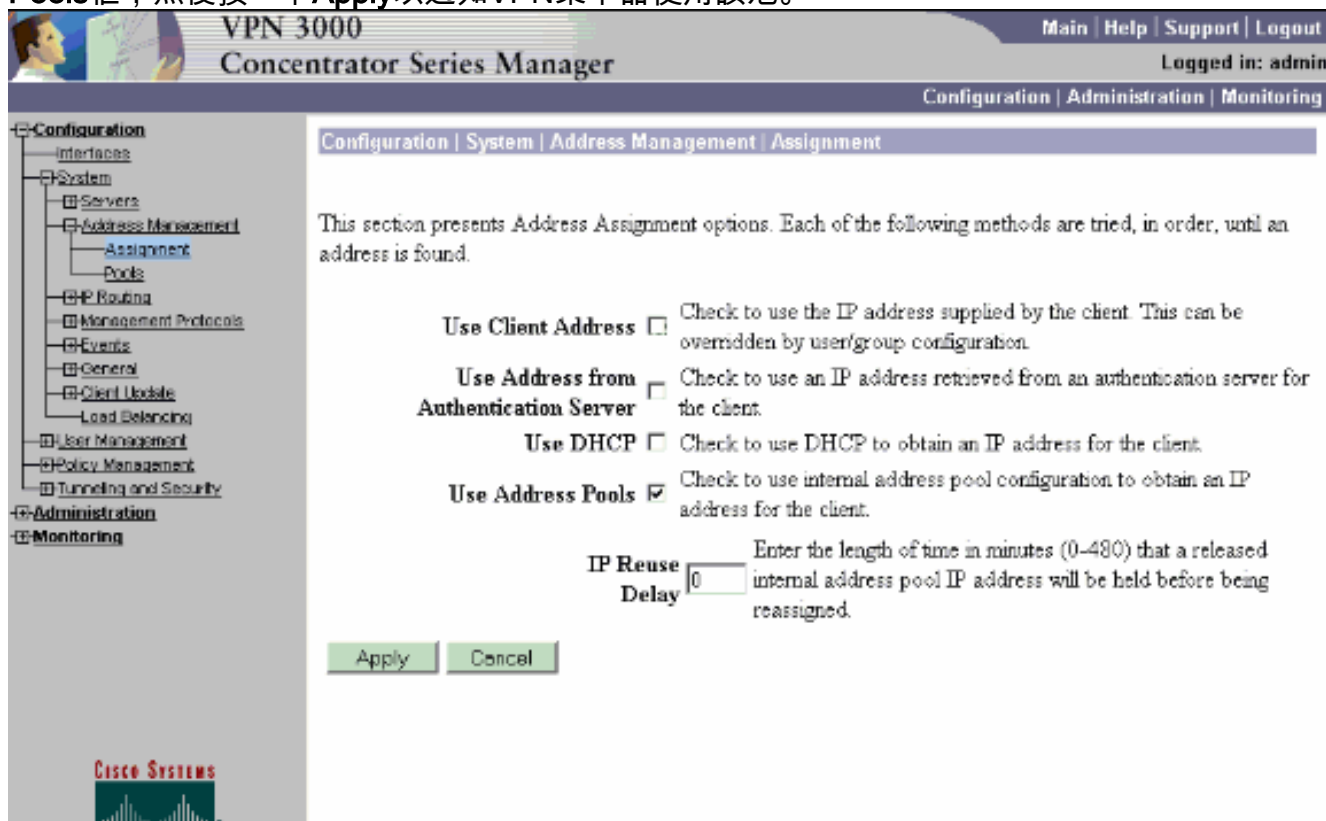 VPN 3000
Concentrator Series Manager
Main | Help | Support | Logout
Logged in: admin
Configuration | Administration | Monitoring
Configuration
Interfaces
System
Servers
Address Management
Assignment
Pools
IP Routing
Management Protocols
Events
General
Client Update
Load Balancing
User Management
Policy Management
Tunneling and Security
Administration
Monitoring
Configuration | System | Address Management | Assignment
This section presents Address Assignment options. Each of the following methods are tried, in order, until an
address is found.
Use Client Address
Check to use the IP address supplied by the client. This can be
overridden by user/group configuration.
Use Address from
Authentication Server
Check to use an IP address retrieved from an authentication server for
the client.
Use DHCP
Check to use DHCP to obtain an IP address for the client.
Use Address Pools
Check to use internal address pool configuration to obtain an IP
address for the client.
IP Reuse
Delay
0
Enter the length of time in minutes (0-480) that a released
internal address pool IP address will be held before being
reassigned.
Apply
Cancel
CISCO SYSTEMS